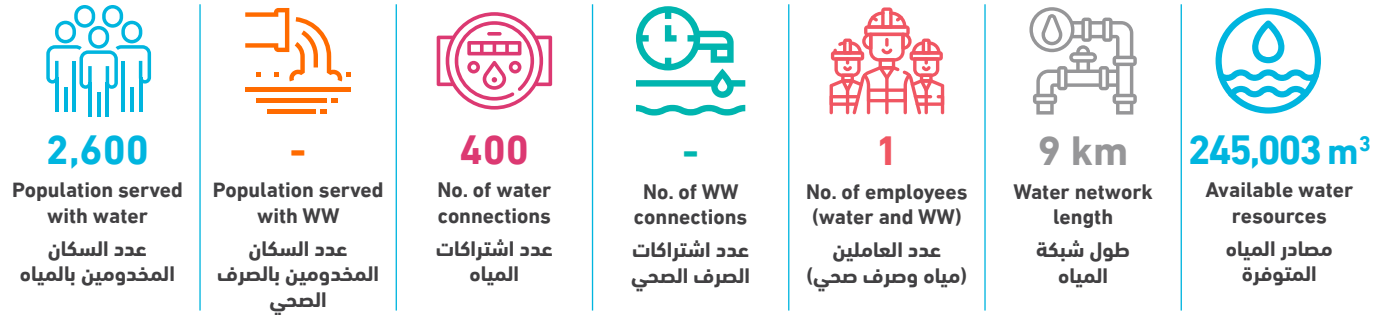 2,600
Population served
with water
عدد السكان
المخدومين بالمياه
-
Population served
with WW
عدد السكان
المخدومين بالصرف
الصحي
400
No. of water
connections
عدد اشتراكات
المياه
-
No. of WW
connections
عدد اشتراكات
الصرف الصحي
1
No. of employees
(water and WW)
عدد العاملين
(مياه وصرف صحي)
9 km
Water network
length
طول شبكة
المياه
245,003 m³
Available water
resources
مصادر المياه
المتوفرة